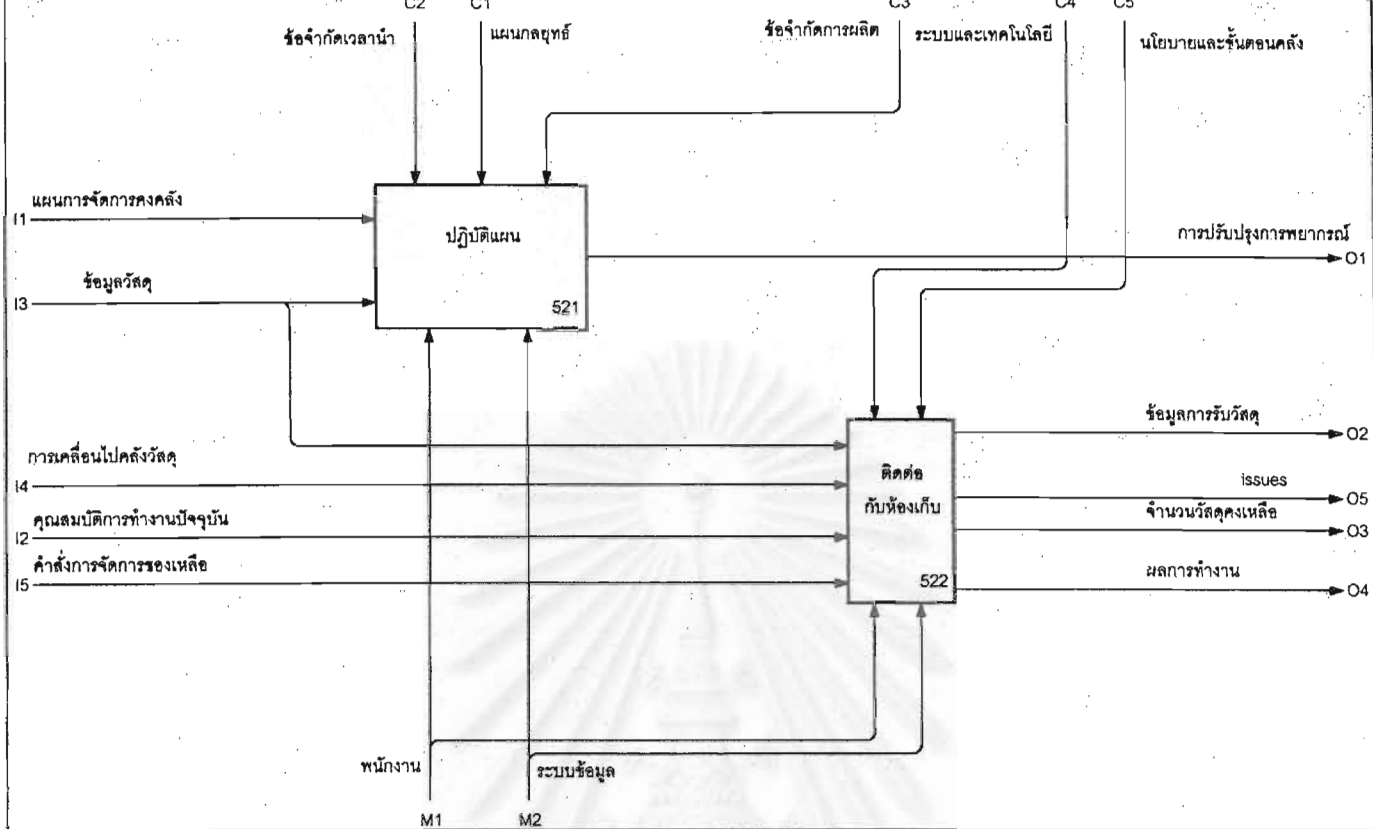 C2
C1
C3
C4
C5
ข้อจำกัดเวลานำ
แผนกลยุทธ์
ข้อจำกัดการผลิต
ระบบและเทคโนโลยี
นโยบายและขั้นตอนคลัง
แผนการจัดการคงคลัง
I1
ปฏิบัติแผน
การปรับปรุงการพยากรณ์
O1
ข้อมูลวัสดุ
I3
521
ข้อมูลการรับวัสดุ
O2
การเคลื่อนไปคลังวัสดุ
I4
ติดต่อ
กับห้องเก็บ
issues
O5
คุณสมบัติการทำงานปัจจุบัน
I2
จำนวนวัสดุคงเหลือ
O3
คำสั่งการจัดการของเหลือ
I5
522
ผลการทำงาน
O4
พนักงาน
ระบบข้อมูล
M1
M2